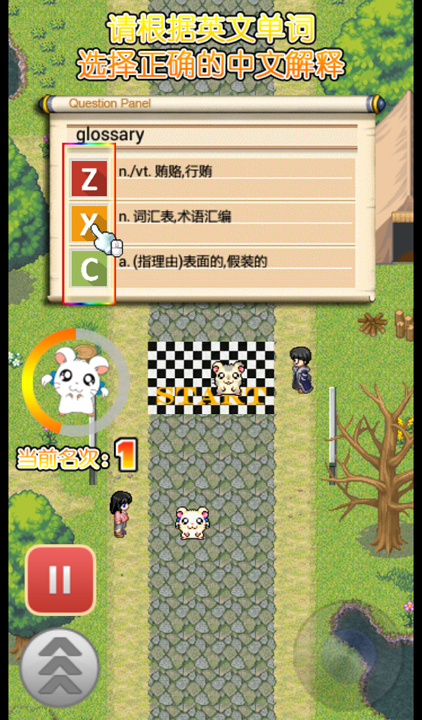 请根据英文单词
选择正确的中文解释
Question Panel
glossary
Z n./vt. 贿赂,行贿
X n. 词汇表,术语汇编
C a. (指理由)表面的,假装的
START
当前名次:1